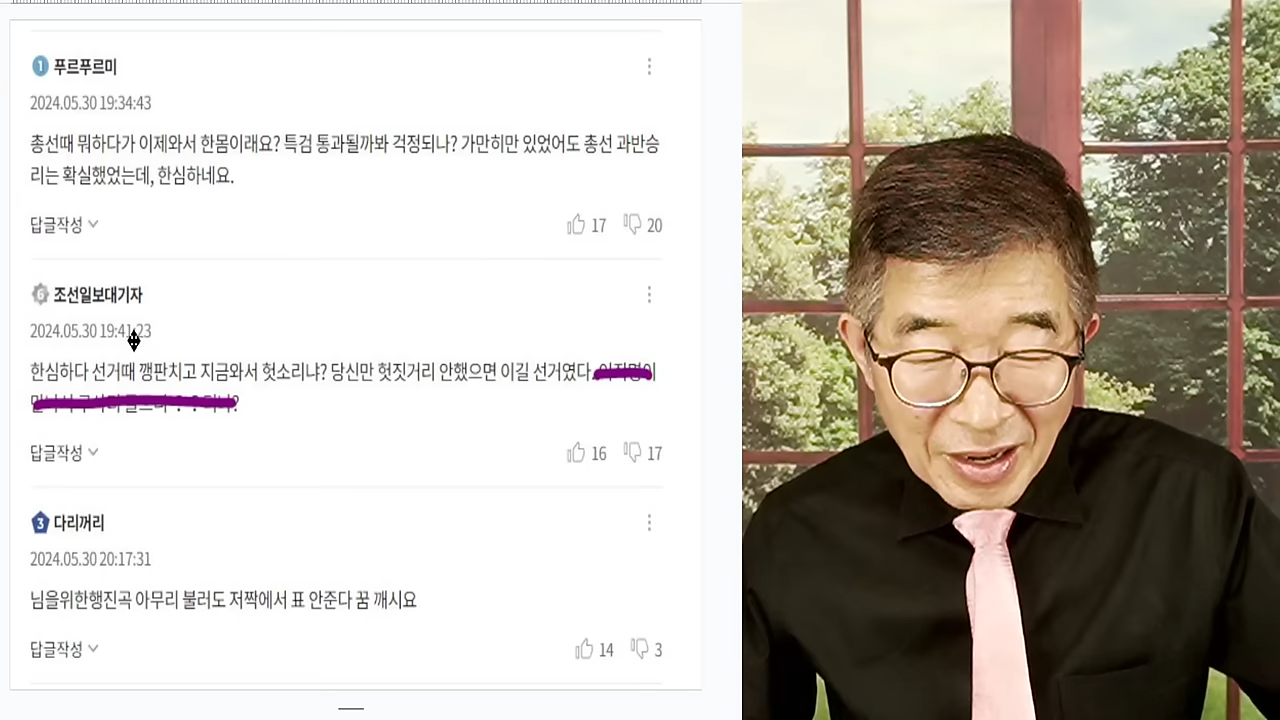 1 푸르푸르미
2024.05.30 19:34:43
총선때 뭐하다가 이제와서 한몸이래요? 특검 통과될까봐 걱정되나? 가만히만 있었어도 총선 과반승
리는 확실했었는데, 한심하네요.
답글작성
17 20
6 조선일보대기자
2024.05.30 19:41:23
한심하다 선거때 깽판치고 지금와서 헛소리냐? 당신만 헛짓거리 안했으면 이길 선거였다.
답글작성
16 17
3 다리꺼리
2024.05.30 20:17:31
님을위한행진곡 아무리 불러도 저짝에서 표 안준다 꿈 깨시요
답글작성
14 3